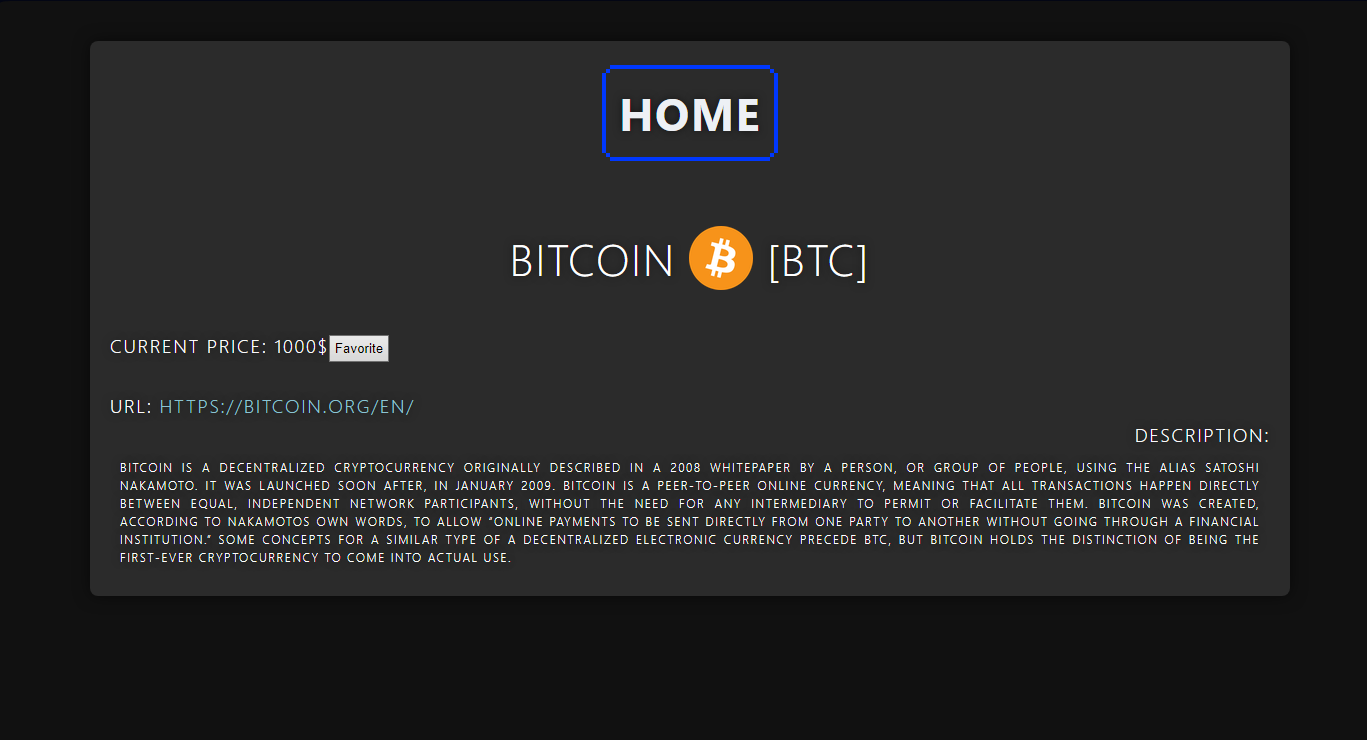 HOME
BITCOIN [BTC]
CURRENT PRICE: 1000$ Favorite
URL: HTTPS://BITCOIN.ORG/EN/
DESCRIPTION:
BITCOIN IS A DECENTRALIZED CRYPTOCURRENCY ORIGINALLY DESCRIBED IN A 2008 WHITEPAPER BY A PERSON, OR GROUP OF PEOPLE, USING THE ALIAS SATOSHI
NAKAMOTO. IT WAS LAUNCHED SOON AFTER, IN JANUARY 2009. BITCOIN IS A PEER-TO-PEER ONLINE CURRENCY, MEANING THAT ALL TRANSACTIONS HAPPEN DIRECTLY
BETWEEN EQUAL, INDEPENDENT NETWORK PARTICIPANTS, WITHOUT THE NEED FOR ANY INTERMEDIARY TO PERMIT OR FACILITATE THEM. BITCOIN WAS CREATED,
ACCORDING TO NAKAMOTOS OWN WORDS, TO ALLOW “ONLINE PAYMENTS TO BE SENT DIRECTLY FROM ONE PARTY TO ANOTHER WITHOUT GOING THROUGH A FINANCIAL
INSTITUTION.” SOME CONCEPTS FOR A SIMILAR TYPE OF A DECENTRALIZED ELECTRONIC CURRENCY PRECEDE BTC, BUT BITCOIN HOLDS THE DISTINCTION OF BEING THE
FIRST-EVER CRYPTOCURRENCY TO COME INTO ACTUAL USE.